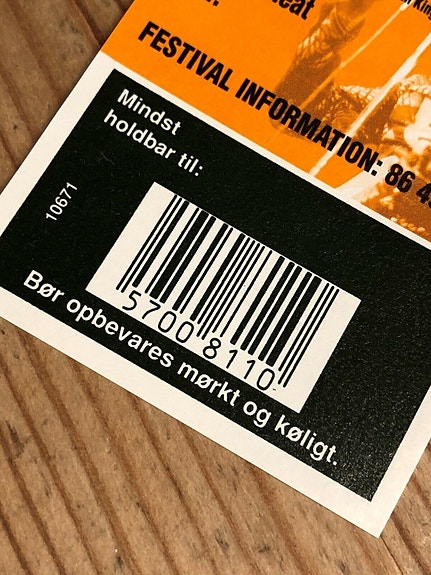 FESTIVAL INFORMATION: 86
Mindst
holdbar til:
10671
5700 8110
Bør opbevares mørkt og køligt.